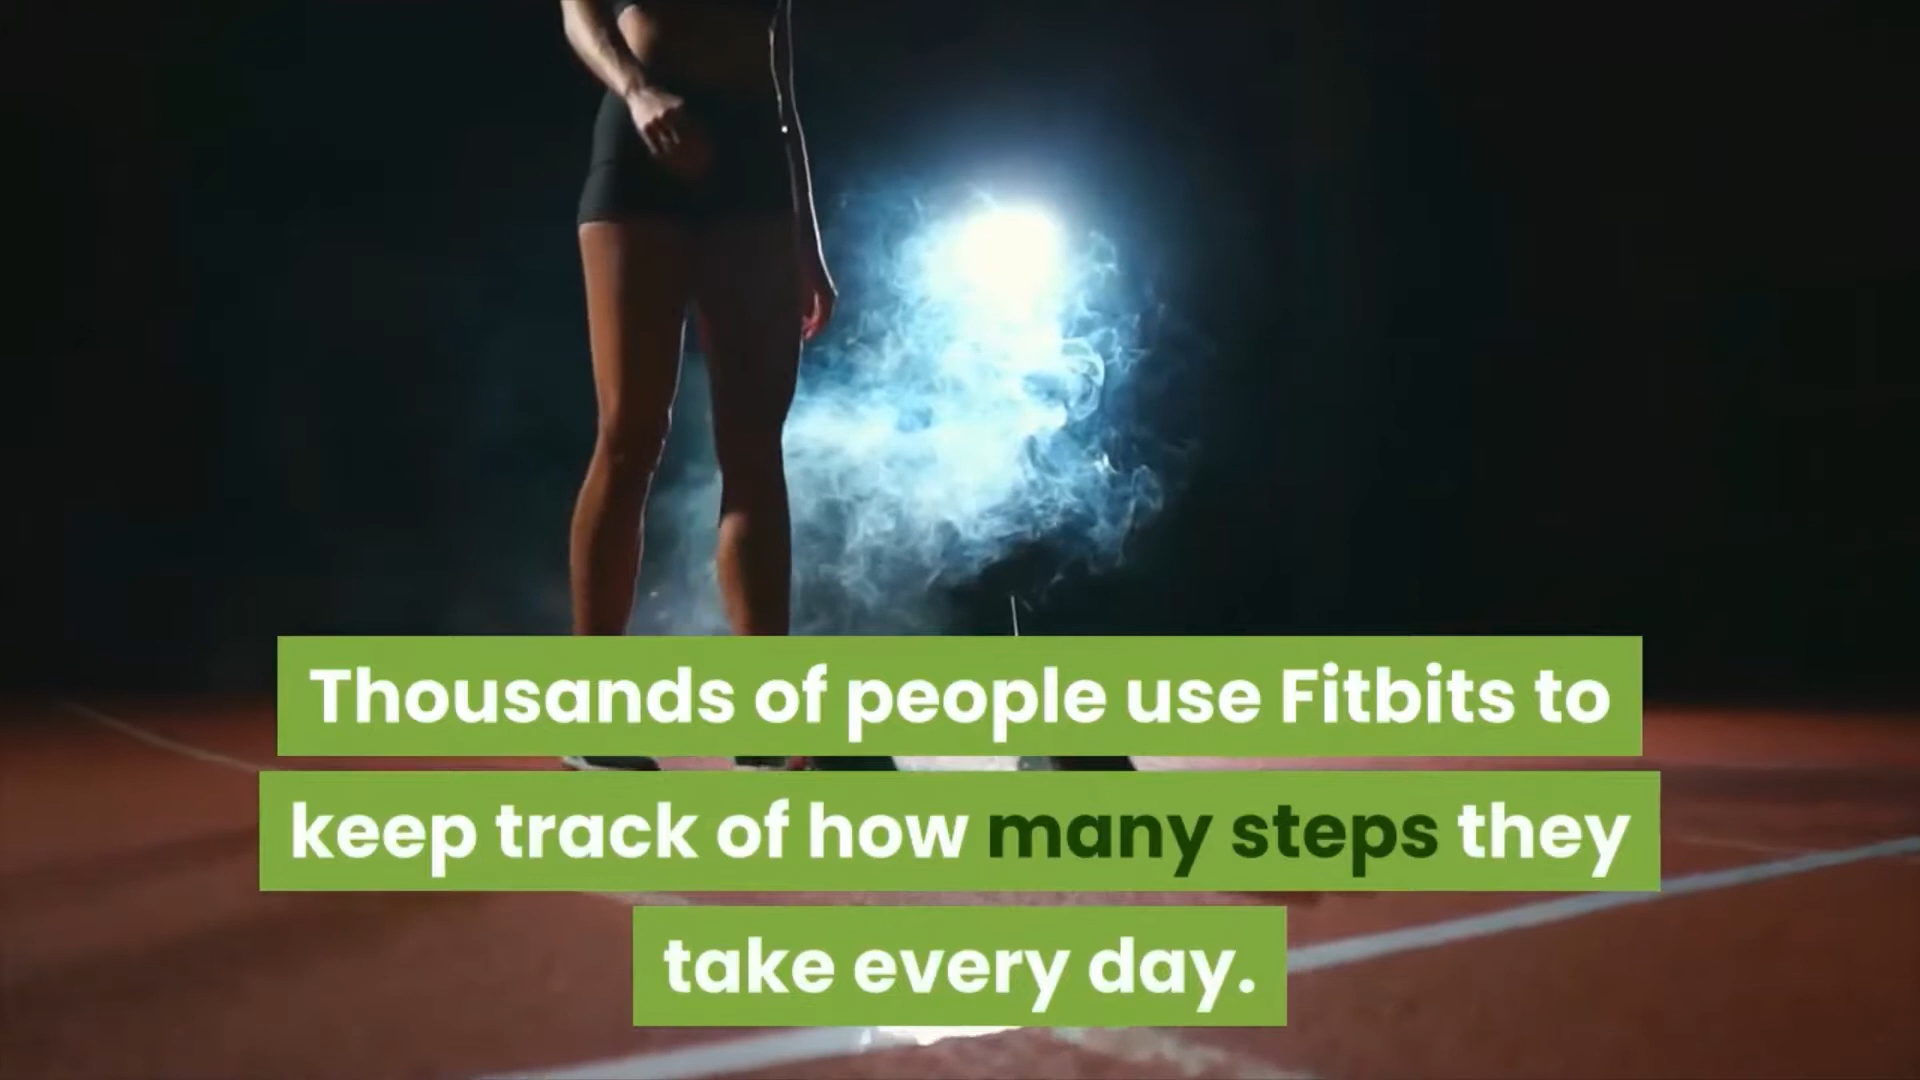 Thousands of people use Fitbits to
keep track of how many steps they
take every day.